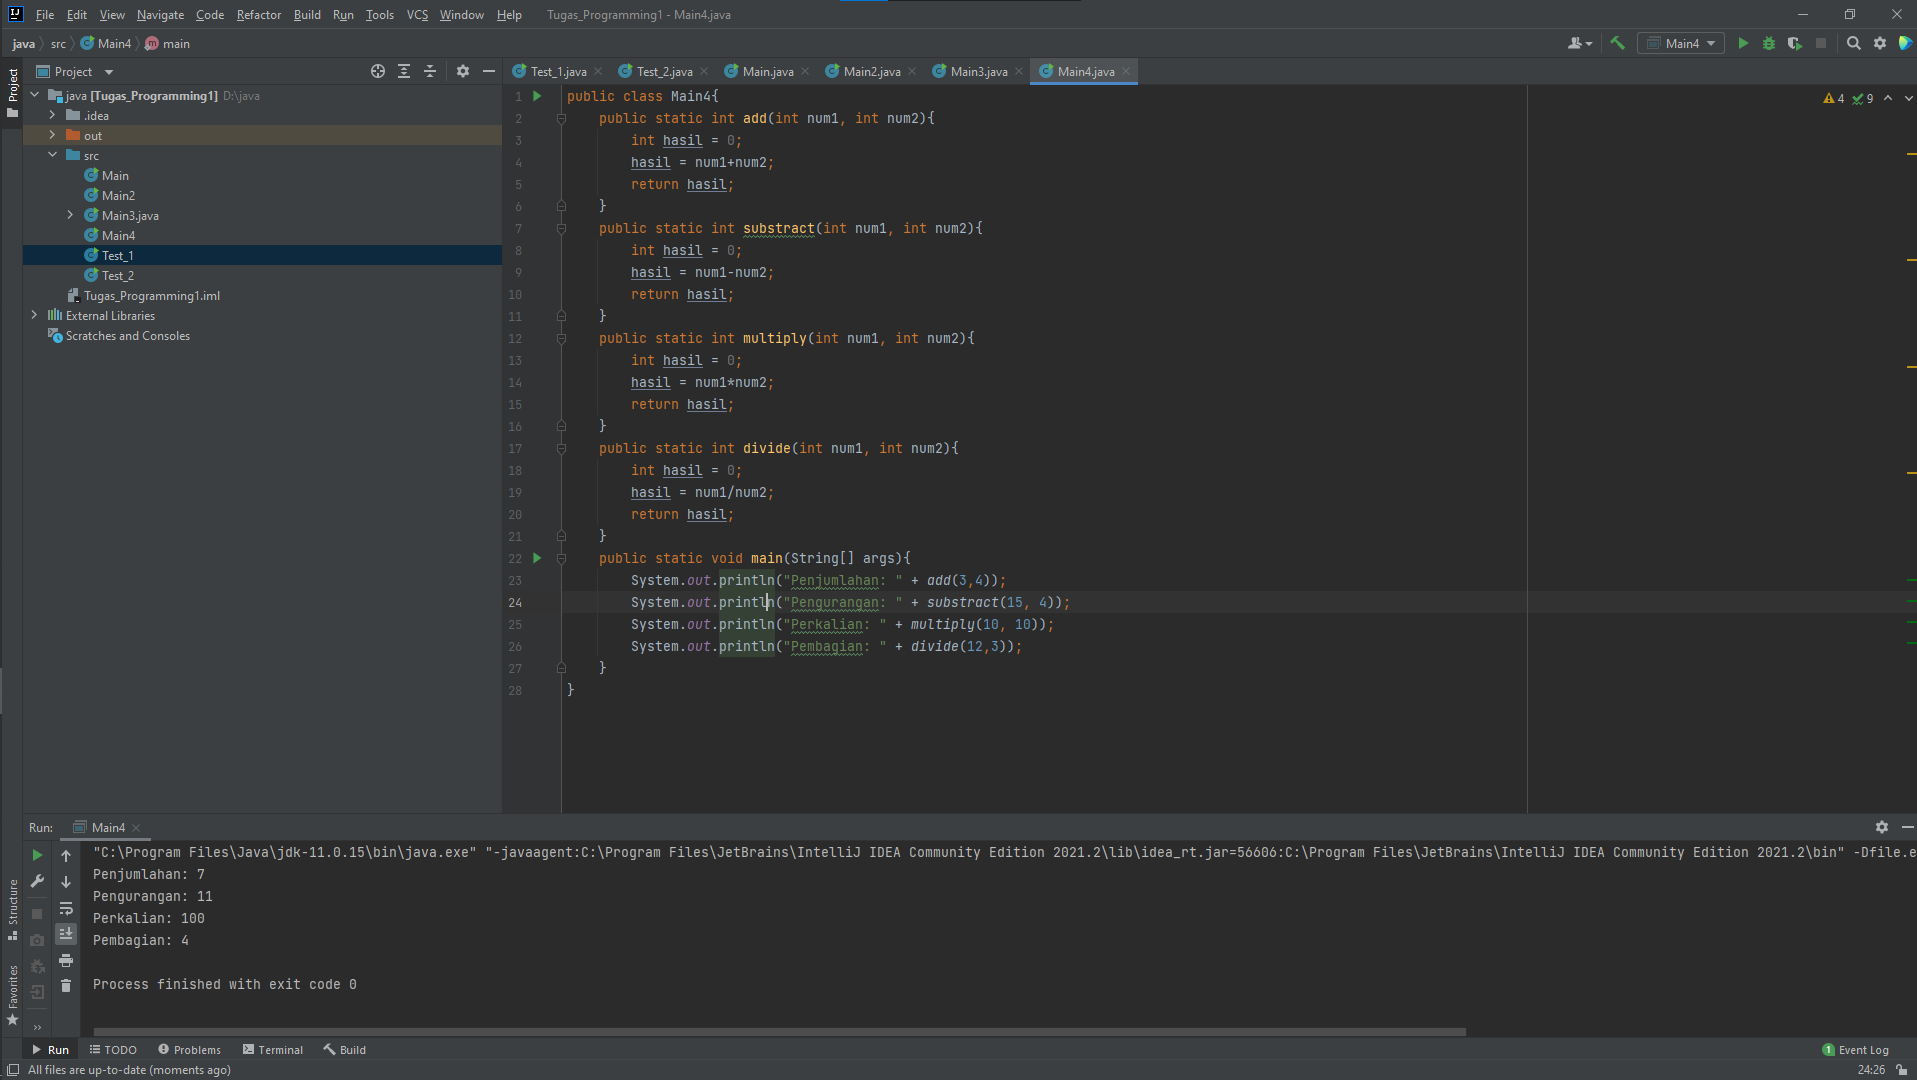 File Edit View Navigate Code Refactor Build Run Tools VCS Window Help Tugas_Programming1 - Main4.java
java src Main4 main Main4
Project
Project
Test_1.java Test_2.java Main.java Main2.java Main3.java Main4.java
java [Tugas_Programming1] D:\java
.idea
out
src
Main
Main2
Main3.java
Main4
Test_1
Test_2
Tugas_Programming1.iml
External Libraries
Scratches and Consoles
4 9
1 public class Main4{
2 public static int add(int num1, int num2){
3 int hasil = 0;
4 hasil = num1+num2;
5 return hasil;
6 }
7 public static int substract(int num1, int num2){
8 int hasil = 0;
9 hasil = num1-num2;
10 return hasil;
11 }
12 public static int multiply(int num1, int num2){
13 int hasil = 0;
14 hasil = num1*num2;
15 return hasil;
16 }
17 public static int divide(int num1, int num2){
18 int hasil = 0;
19 hasil = num1/num2;
20 return hasil;
21 }
22 public static void main(String[] args){
23 System.out.println("Penjumlahan: " + add(3,4));
24 System.out.println("Pengurangan: " + substract(15, 4));
25 System.out.println("Perkalian: " + multiply(10, 10));
26 System.out.println("Pembagian: " + divide(12,3));
27 }
28 }
Run: Main4
"C:\Program Files\Java\jdk-11.0.15\bin\java.exe" "-javaagent:C:\Program Files\JetBrains\IntelliJ IDEA Community Edition 2021.2\lib\idea_rt.jar=56606:C:\Program Files\JetBrains\IntelliJ IDEA Community Edition 2021.2\bin" -Dfile.e
Penjumlahan: 7
Pengurangan: 11
Perkalian: 100
Pembagian: 4
Process finished with exit code 0
Structure
Favorites
Run TODO Problems Terminal Build 1 Event Log
All files are up-to-date (moments ago) 24:26